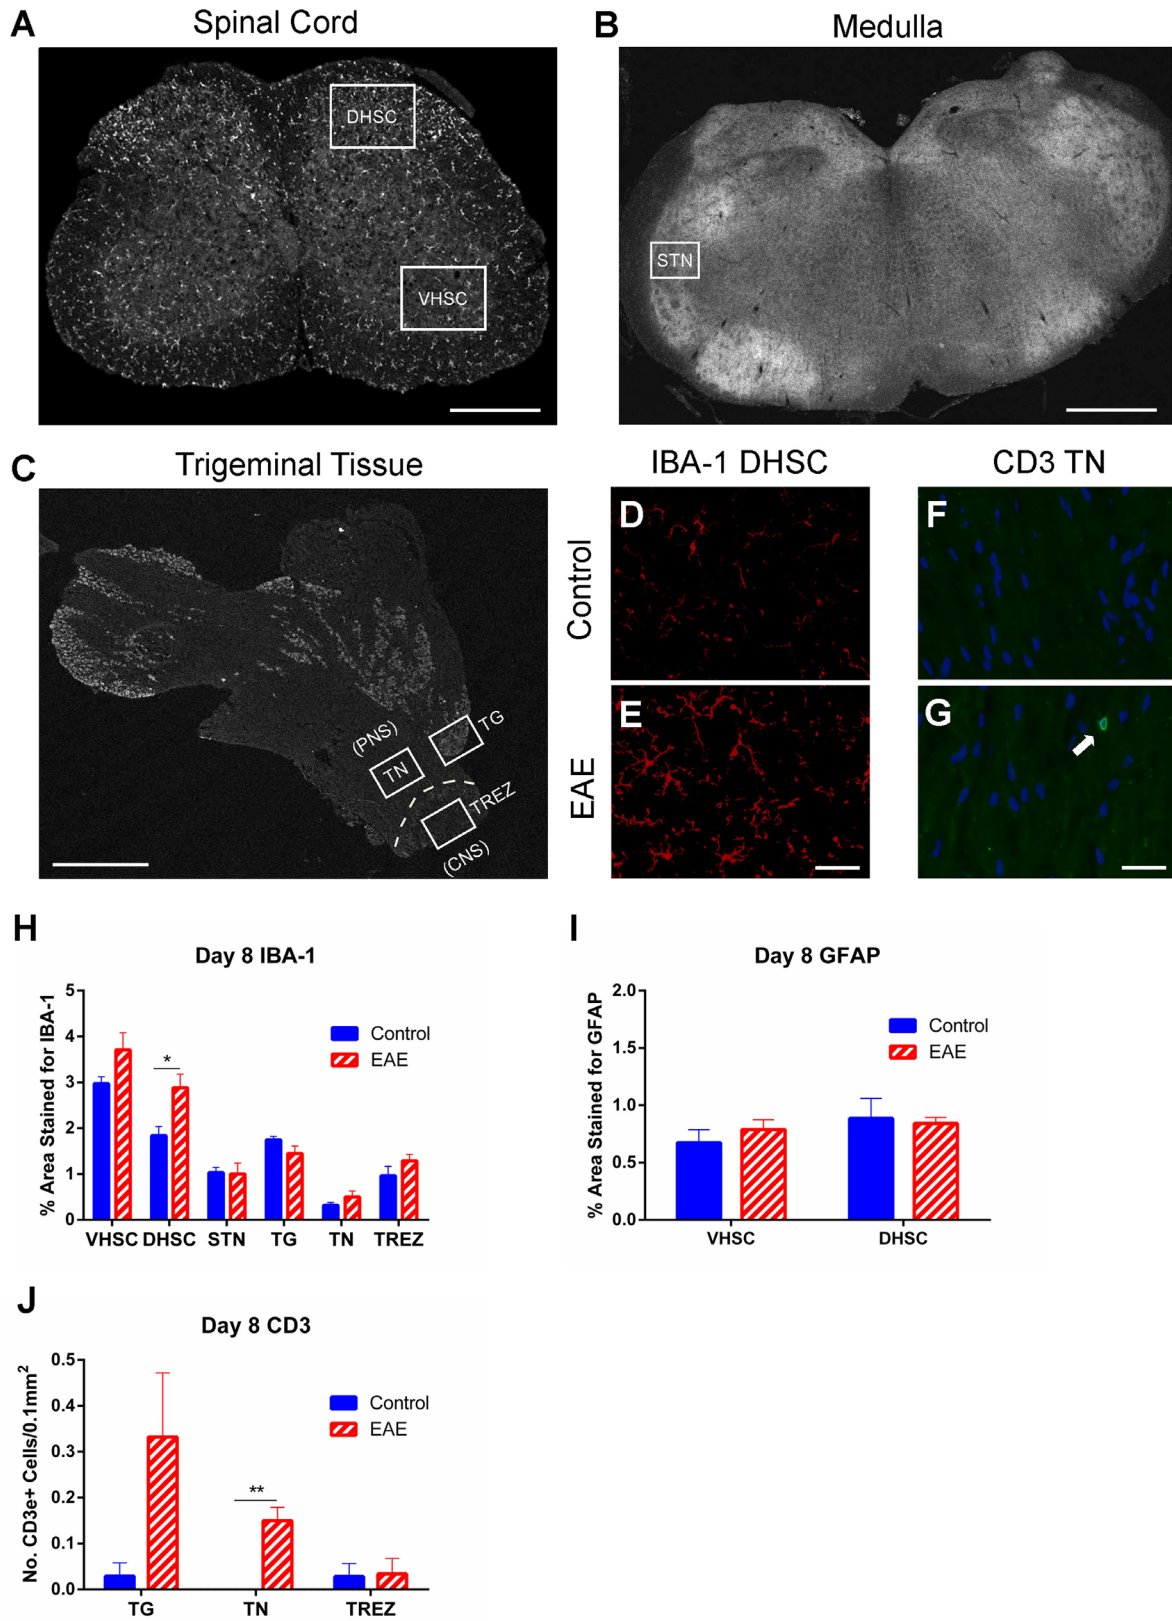 A
Spinal Cord
DHSC
VHSC
B
Medulla
STN
C
Trigeminal Tissue
(PNS)
TN
TG
TREZ
(CNS)
IBA-1 DHSC
CD3 TN
Control
EAE
D
E
F
G
H
Day 8 IBA-1
% Area Stained for IBA-1
5
4
3
2
1
0
*
Control
EAE
VHSC DHSC STN TG TN TREZ
I
Day 8 GFAP
% Area Stained for GFAP
2.0
1.5
1.0
0.5
0.0
Control
EAE
VHSC DHSC
J
Day 8 CD3
No. CD3e+ Cells/0.1mm²
0.5
0.4
0.3
0.2
0.1
0.0
**
Control
EAE
TG TN TREZ